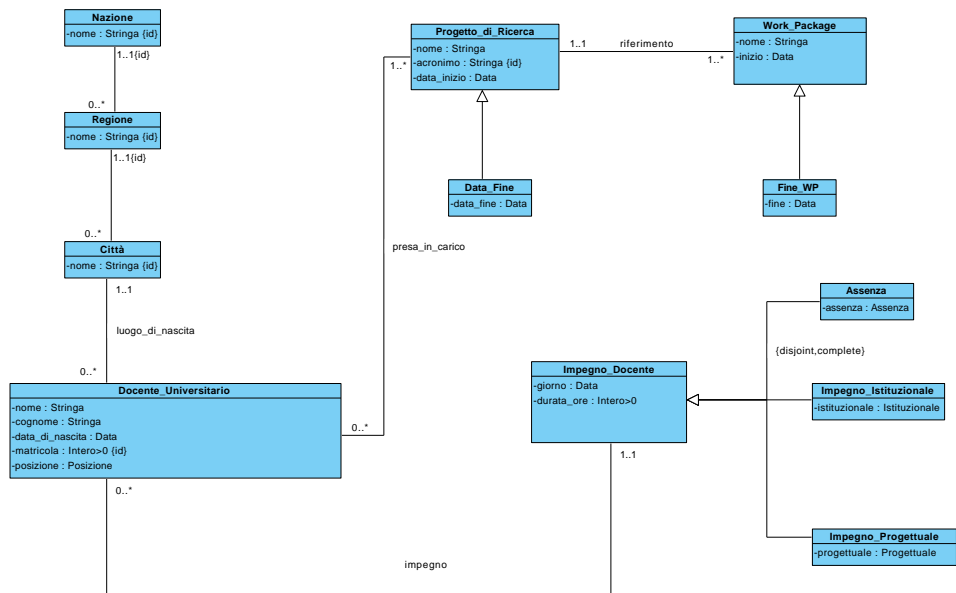 Nazione
-nome : Stringa {id}
1..1{id}
0..*
Regione
-nome : Stringa {id}
1..1{id}
0..*
Città
-nome : Stringa {id}
1..1
luogo_di_nascita
0..*
Docente_Universitario
-nome : Stringa
-cognome : Stringa
-data_di_nascita : Data
-matricola : Intero>0 {id}
-posizione : Posizione
0..*
0..*
presa_in_carico
1..*
Progetto_di_Ricerca
-nome : Stringa
-acronimo : Stringa {id}
-data_inizio : Data
1..1
riferimento
1..*
Work_Package
-nome : Stringa
-inizio : Data
Data_Fine
-data_fine : Data
Fine_WP
-fine : Data
Assenza
-assenza : Assenza
{disjoint,complete}
Impegno_Docente
-giorno : Data
-durata_ore : Intero>0
1..1
Impegno_Istituzionale
-istituzionale : Istituzionale
Impegno_Progettuale
-progettuale : Progettuale
impegno